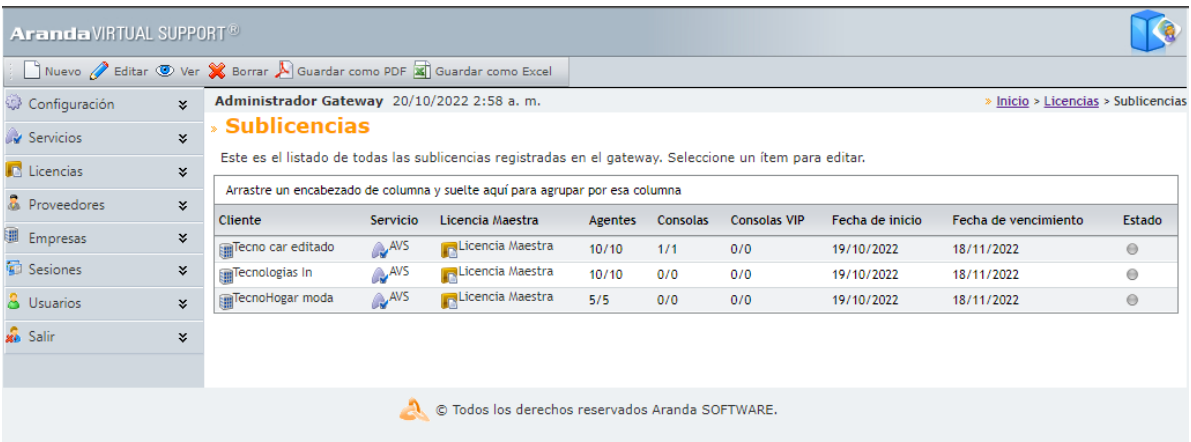 Aranda VIRTUAL SUPPORT ®
Nuevo Editar Ver Borrar Guardar como PDF Guardar como Excel
Configuración
Servicios
Licencias
Proveedores
Empresas
Sesiones
Usuarios
Salir
Administrador Gateway 20/10/2022 2:58 a. m.
» Inicio > Licencias > Sublicencias
» Sublicencias
Este es el listado de todas las sublicencias registradas en el gateway. Seleccione un ítem para editar.
Arrastre un encabezado de columna y suelte aquí para agrupar por esa columna
Cliente Servicio Licencia Maestra Agentes Consolas Consolas VIP Fecha de inicio Fecha de vencimiento Estado
Tecno car editado AVS Licencia Maestra 10/10 1/1 0/0 19/10/2022 18/11/2022
Tecnologias In AVS Licencia Maestra 10/10 0/0 0/0 19/10/2022 18/11/2022
TecnoHogar moda AVS Licencia Maestra 5/5 0/0 0/0 19/10/2022 18/11/2022
© Todos los derechos reservados Aranda SOFTWARE.